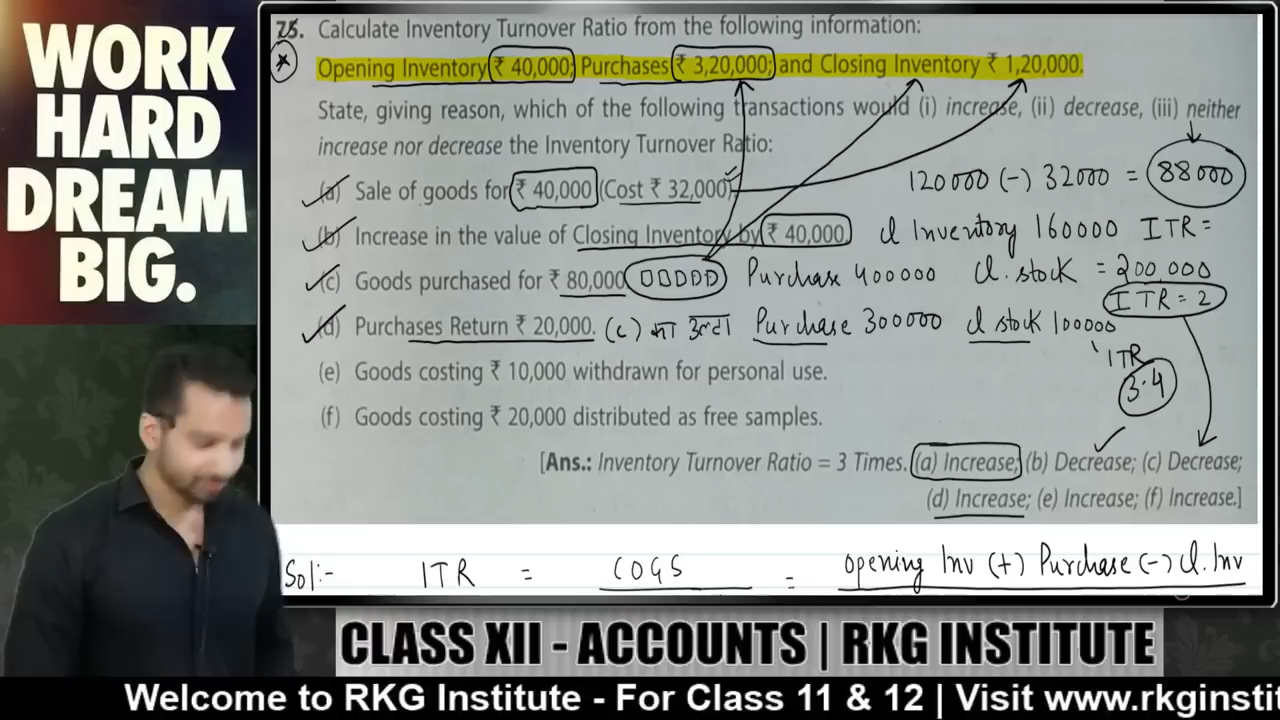 WORK
HARD
DREAM
BIG.
75. Calculate Inventory Turnover Ratio from the following information:
Opening Inventory ₹ 40,000; Purchases ₹ 3,20,000; and Closing Inventory ₹ 1,20,000.
State, giving reason, which of the following transactions would (i) increase, (ii) decrease, (iii) neither
increase nor decrease the Inventory Turnover Ratio:
120000 (-) 32000 = 88000
(a) Sale of goods for ₹ 40,000 (Cost ₹ 32,000).
(b) Increase in the value of Closing Inventory by ₹ 40,000. Cl Inventory 160000 ITR =
(c) Goods purchased for ₹ 80,000 Purchase 400000 Cl. stock = 200000
ITR = 2
(d) Purchases Return ₹ 20,000. (c) का उल्टा Purchase 300000 Cl stock 100000
ITR
3.4
(e) Goods costing ₹ 10,000 withdrawn for personal use.
(f) Goods costing ₹ 20,000 distributed as free samples.
[Ans.: Inventory Turnover Ratio = 3 Times. (a) Increase; (b) Decrease; (c) Decrease;
(d) Increase; (e) Increase; (f) Increase.]
Sol:- ITR = COGS = Opening Inv (+) Purchase (-) Cl. Inv
CLASS XII - ACCOUNTS | RKG INSTITUTE
Welcome to RKG Institute - For Class 11 & 12 | Visit www.rkginstit